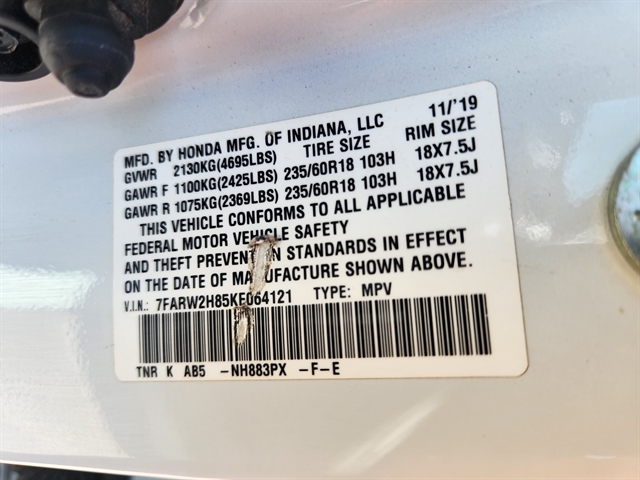 MFD. BY HONDA MFG. OF INDIANA, LLC 11/'19
GVWR 2130KG(4695LBS) TIRE SIZE RIM SIZE
GAWR F 1100KG(2425LBS) 235/60R18 103H 18X7.5J
GAWR R 1075KG(2369LBS) 235/60R18 103H 18X7.5J
THIS VEHICLE CONFORMS TO ALL APPLICABLE
FEDERAL MOTOR VEHICLE SAFETY
AND THEFT PREVENTION STANDARDS IN EFFECT
ON THE DATE OF MANUFACTURE SHOWN ABOVE.
V.I.N.: 7FARW2H85KE064121 TYPE: MPV
TNR K AB5 -NH883PX -F-E